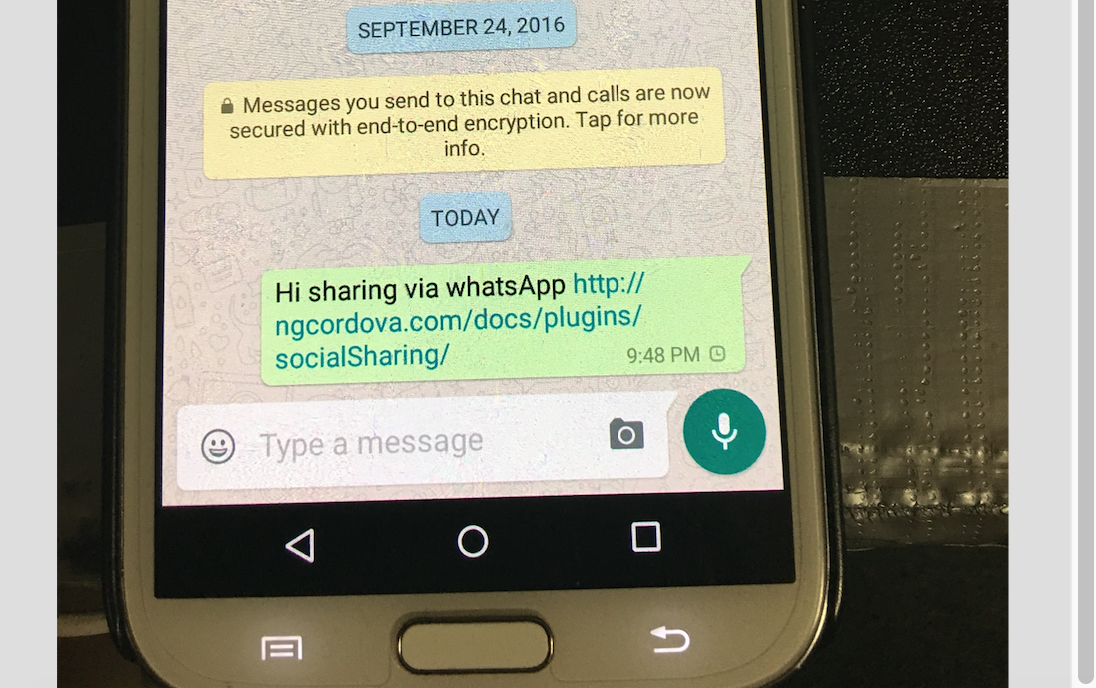 SEPTEMBER 24, 2016
Messages you send to this chat and calls are now
secured with end-to-end encryption. Tap for more
info.
TODAY
Hi sharing via whatsApp http://
ngcordova.com/docs/plugins/
socialSharing/
9:48 PM
Type a message